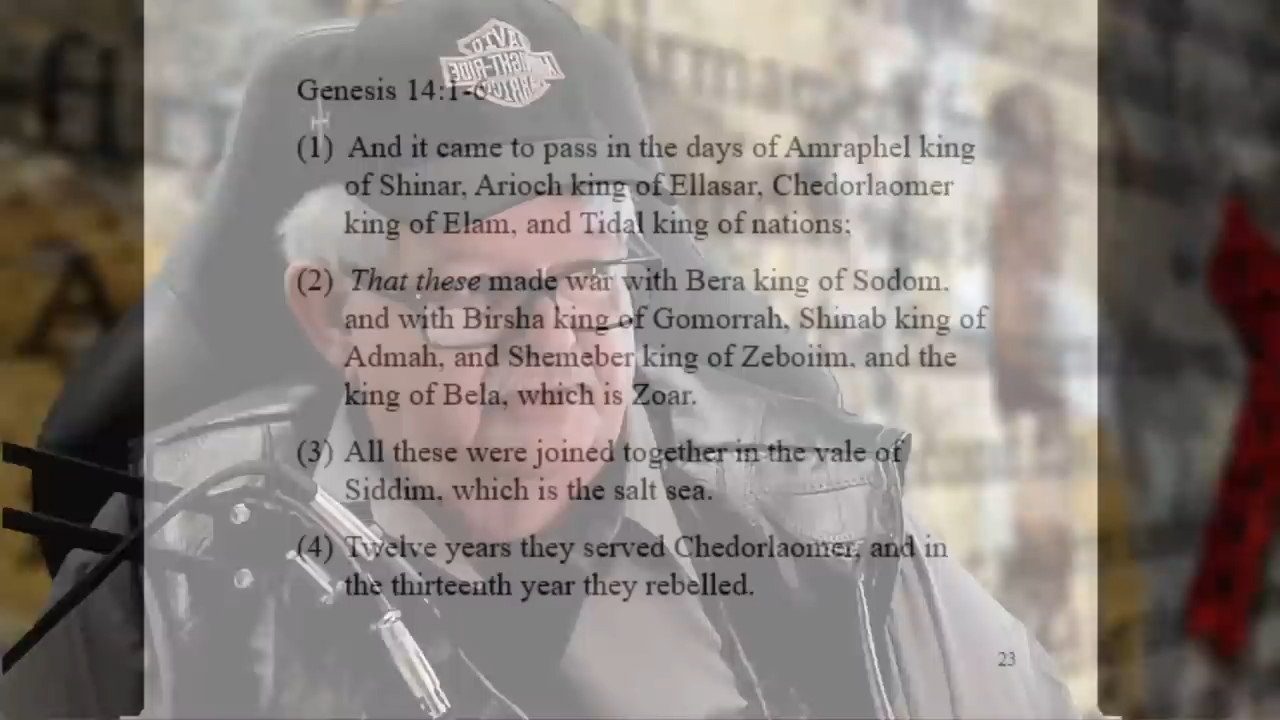 Genesis 14:1-6
(1) And it came to pass in the days of Amraphel king
of Shinar, Arioch king of Ellasar, Chedorlaomer
king of Elam, and Tidal king of nations;
(2) That these made war with Bera king of Sodom,
and with Birsha king of Gomorrah, Shinab king of
Admah, and Shemeber king of Zeboiim, and the
king of Bela, which is Zoar.
(3) All these were joined together in the vale of
Siddim, which is the salt sea.
(4) Twelve years they served Chedorlaomer, and in
the thirteenth year they rebelled.
23